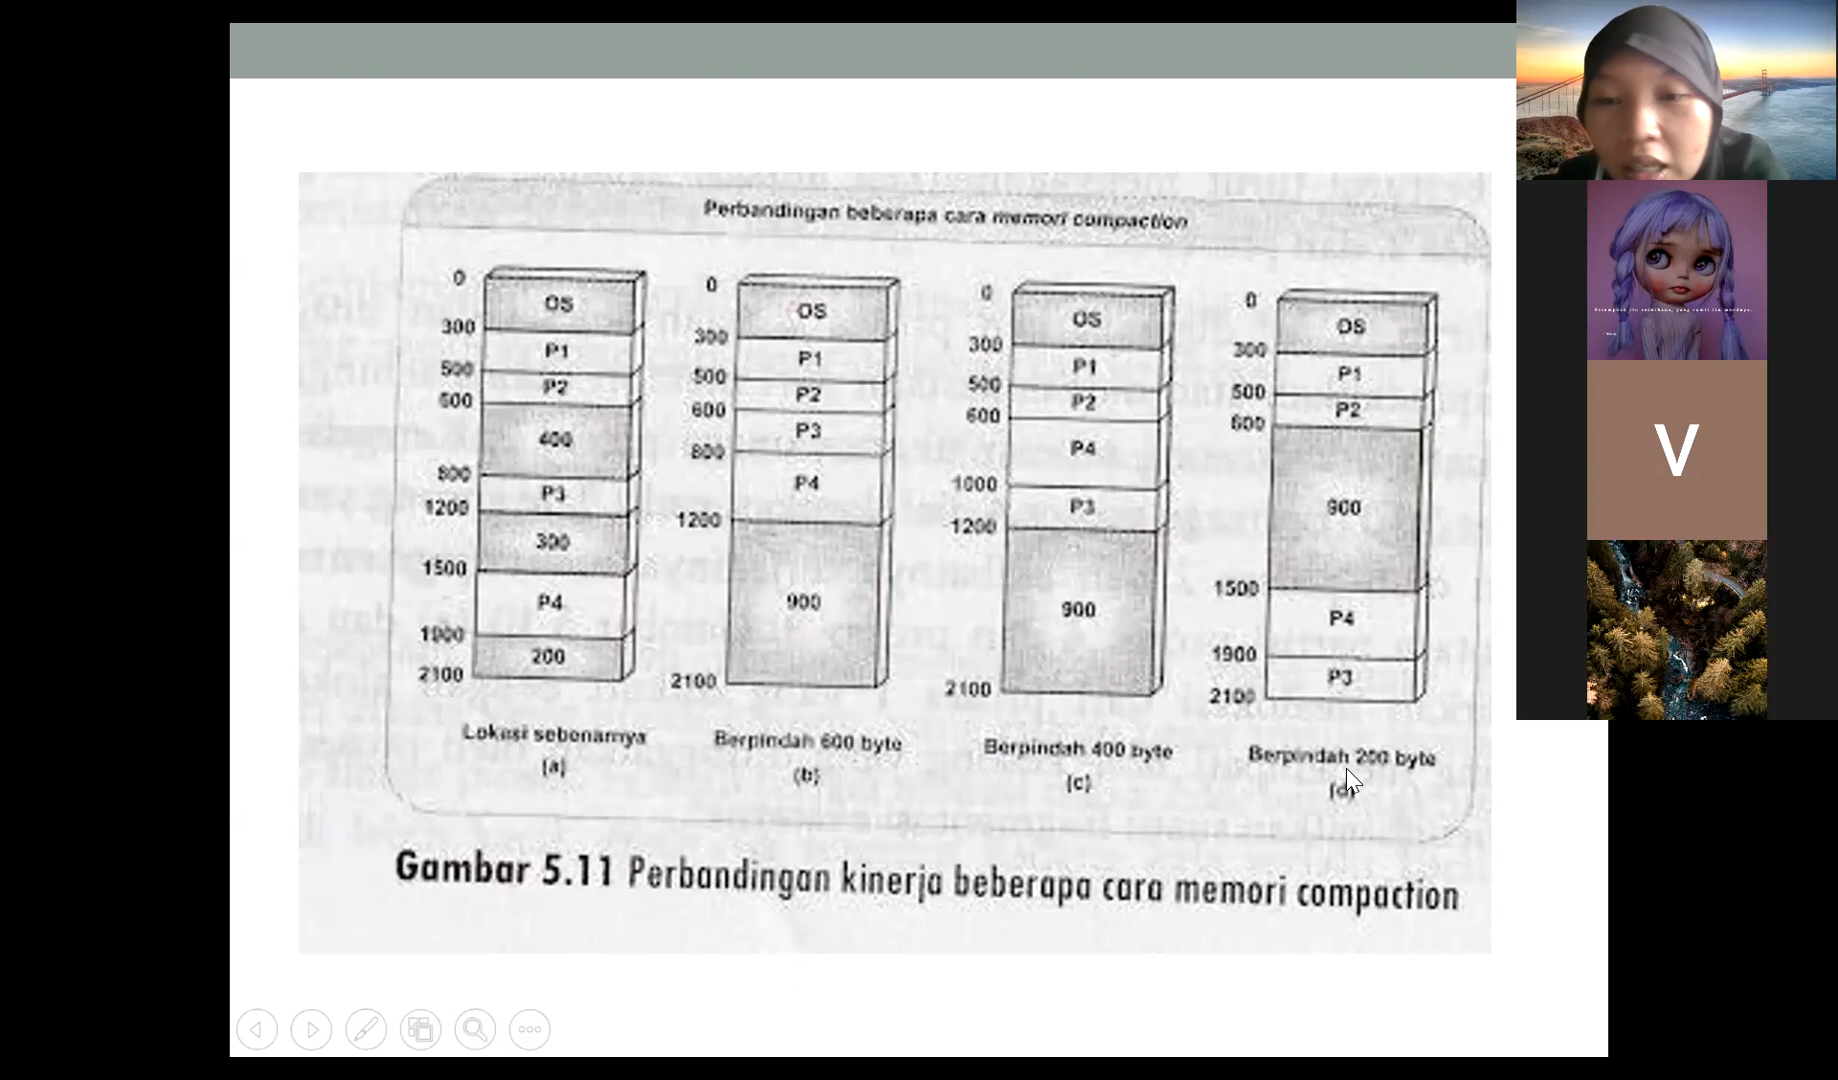 Perbandingan beberapa cara memori compaction
0
OS
300
P1
500
P2
600
400
800
P3
1200
300
1500
P4
1900
200
2100
Lokasi sebenarnya
(a)
0
OS
300
P1
500
P2
600
P3
800
P4
1200
900
2100
Berpindah 600 byte
(b)
0
OS
300
P1
500
P2
600
P4
1000
P3
1200
900
2100
Berpindah 400 byte
(c)
0
OS
300
P1
500
P2
600
900
1500
P4
1900
P3
2100
Berpindah 200 byte
(d)
Gambar 5.11 Perbandingan kinerja beberapa cara memori compaction
V